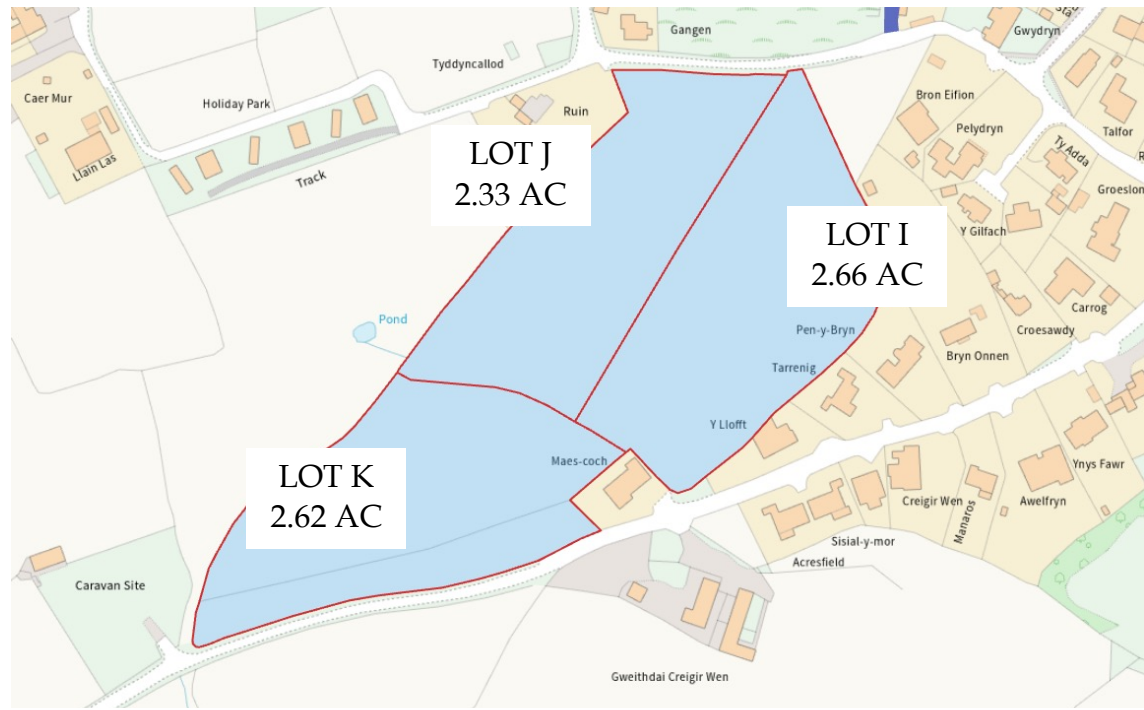 Gangen
Gwydryn
Sta
Tyddyncallod
Caer Mur
Holiday Park
Ruin
Bron Eifion
Pelydryn
Talfor
Llain Las
Track
LOT J
2.33 AC
Ty Adda
R
Groeslon
Y Gilfach
LOT I
2.66 AC
Carrog
Pond
Pen-y-Bryn
Croesawdy
Bryn Onnen
Tarrenig
Y Llofft
Maes-coch
LOT K
2.62 AC
Ynys Fawr
Creigir Wen
Manaros
Awelfryn
Sisial-y-mor
Acresfield
Caravan Site
Gweithdai Creigir Wen